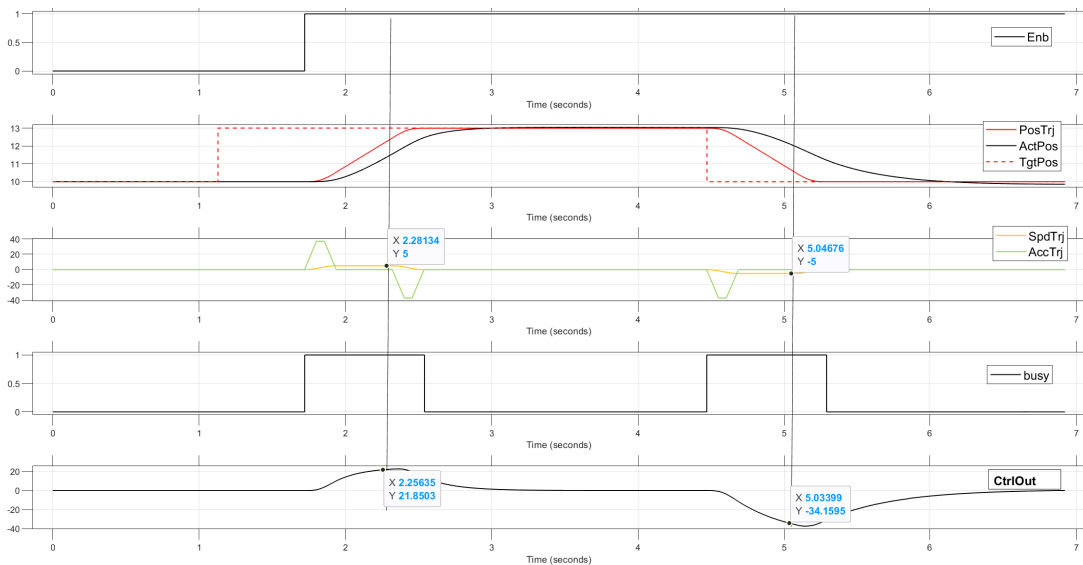 1
0.5
0
Enb
0 1 2 3 4 5 6 7
Time (seconds)
13
12
11
10
PosTrj
ActPos
TgtPos
0 1 2 3 4 5 6 7
Time (seconds)
40
20
0
-20
-40
X 2.28134
Y 5
X 5.04676
Y -5
SpdTrj
AccTrj
0 1 2 3 4 5 6 7
Time (seconds)
1
0.5
0
busy
0 1 2 3 4 5 6 7
Time (seconds)
20
0
-20
-40
X 2.25635
Y 21.8503
X 5.03399
Y -34.1595
CtrlOut
0 1 2 3 4 5 6 7
Time (seconds)